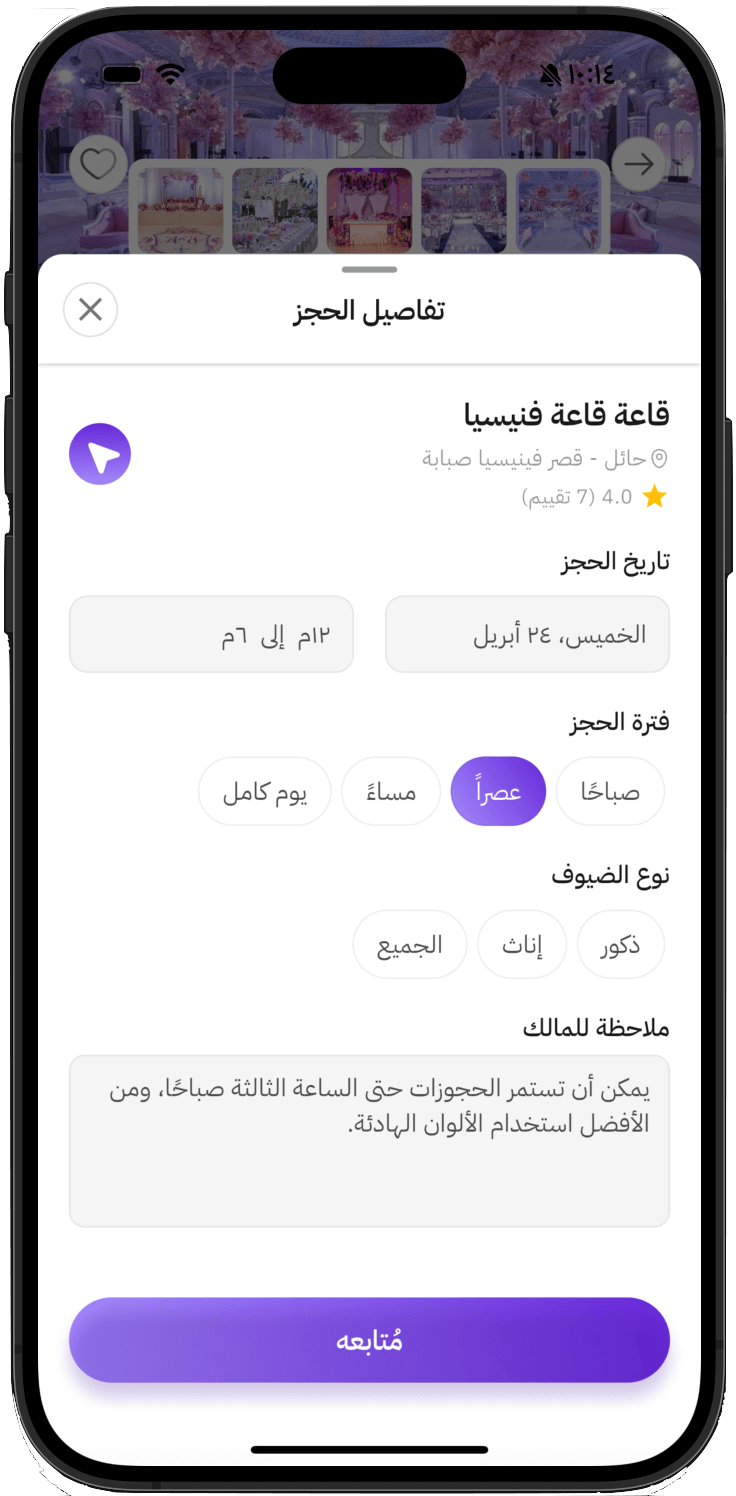 ١٠:١٤
تفاصيل الحجز
قاعة قاعة فنيسيا
حائل - قصر فينيسيا صبابة
4.0 (7 تقييم)
تاريخ الحجز
الخميس، ٢٤ أبريل
١٢م إلى ٦م
فترة الحجز
صباحًا
عصراً
مساءً
يوم كامل
نوع الضيوف
ذكور
إناث
الجميع
ملاحظة للمالك
يمكن أن تستمر الحجوزات حتى الساعة الثالثة صباحًا، ومن
الأفضل استخدام الألوان الهادئة.
مُتابعه